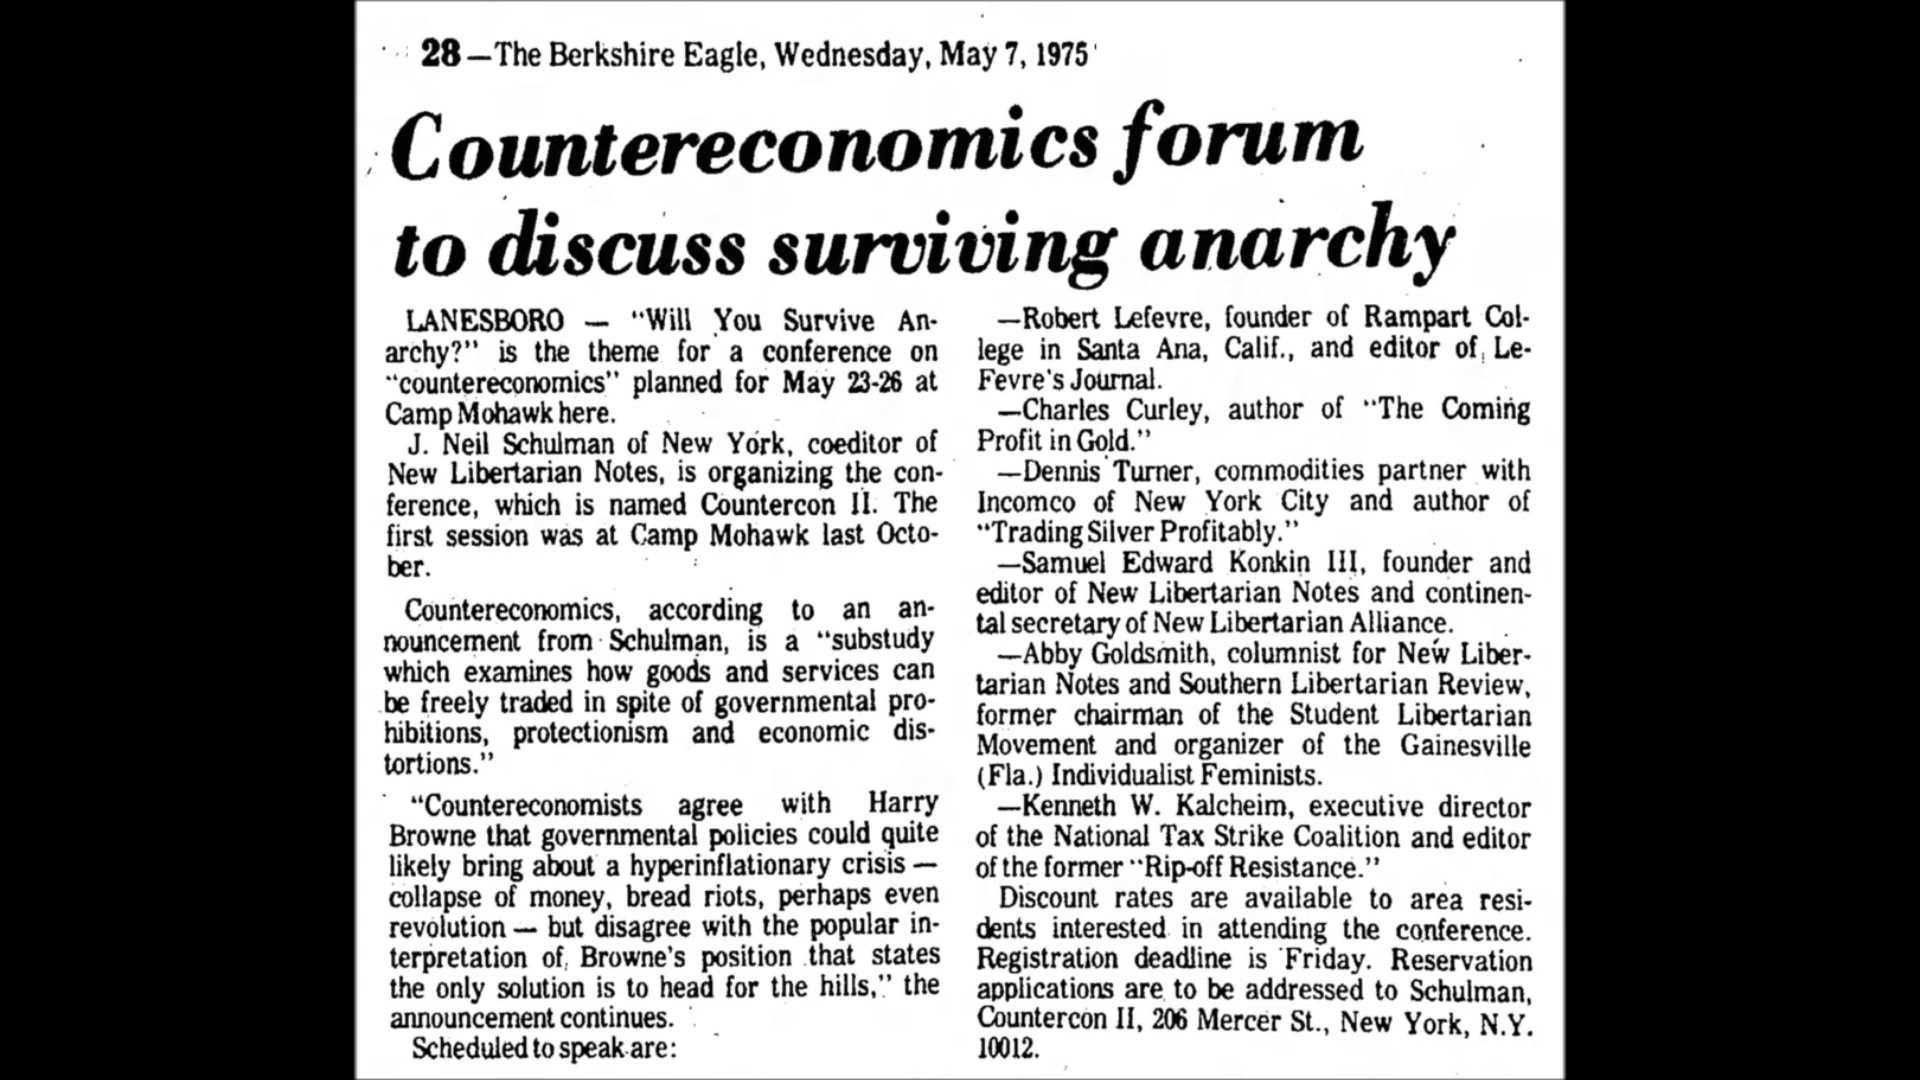 28 —The Berkshire Eagle, Wednesday, May 7, 1975
Countereconomics forum
to discuss surviving anarchy
LANESBORO — "Will You Survive An-
archy?" is the theme for a conference on
"countereconomics" planned for May 23-26 at
Camp Mohawk here.
J. Neil Schulman of New York, coeditor of
New Libertarian Notes, is organizing the con-
ference, which is named Countercon II. The
first session was at Camp Mohawk last Octo-
ber.
Countereconomics, according to an an-
nouncement from Schulman, is a "substudy
which examines how goods and services can
be freely traded in spite of governmental pro-
hibitions, protectionism and economic dis-
tortions."
"Countereconomists agree with Harry
Browne that governmental policies could quite
likely bring about a hyperinflationary crisis —
collapse of money, bread riots, perhaps even
revolution — but disagree with the popular in-
terpretation of Browne's position that states
the only solution is to head for the hills," the
announcement continues.
Scheduled to speak are:
—Robert Lefevre, founder of Rampart Col-
lege in Santa Ana, Calif., and editor of Le-
Fevre's Journal.
—Charles Curley, author of "The Coming
Profit in Gold."
—Dennis Turner, commodities partner with
Incomco of New York City and author of
"Trading Silver Profitably."
—Samuel Edward Konkin III, founder and
editor of New Libertarian Notes and continen-
tal secretary of New Libertarian Alliance.
—Abby Goldsmith, columnist for New Liber-
tarian Notes and Southern Libertarian Review,
former chairman of the Student Libertarian
Movement and organizer of the Gainesville
(Fla.) Individualist Feminists.
—Kenneth W. Kalcheim, executive director
of the National Tax Strike Coalition and editor
of the former "Rip-off Resistance."
Discount rates are available to area resi-
dents interested in attending the conference.
Registration deadline is Friday. Reservation
applications are to be addressed to Schulman,
Countercon II, 206 Mercer St., New York, N.Y.
10012.